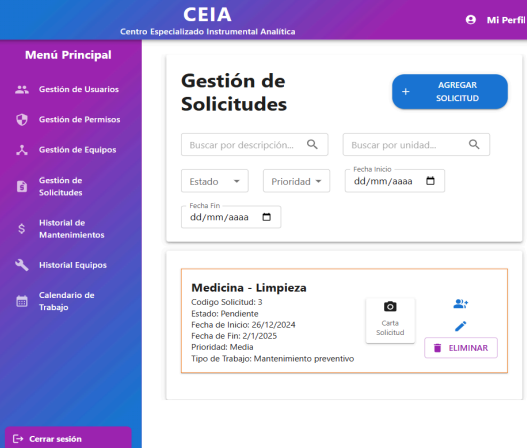 CEIA
Centro Especializado Instrumental Analítica
Mi Perfil
Menú Principal
Gestión de Usuarios
Gestión de Permisos
Gestión de Equipos
Gestión de
Solicitudes
Historial de
Mantenimientos
Historial Equipos
Calendario de
Trabajo
Cerrar sesión
Gestión de
Solicitudes
+ AGREGAR
SOLICITUD
Buscar por descripción...
Buscar por unidad...
Estado
Prioridad
Fecha Inicio
dd/mm/aaaa
Fecha Fin
dd/mm/aaaa
Medicina - Limpieza
Codigo Solicitud: 3
Estado: Pendiente
Fecha de Inicio: 26/12/2024
Fecha de Fin: 2/1/2025
Prioridad: Media
Tipo de Trabajo: Mantenimiento preventivo
Carta
Solicitud
ELIMINAR